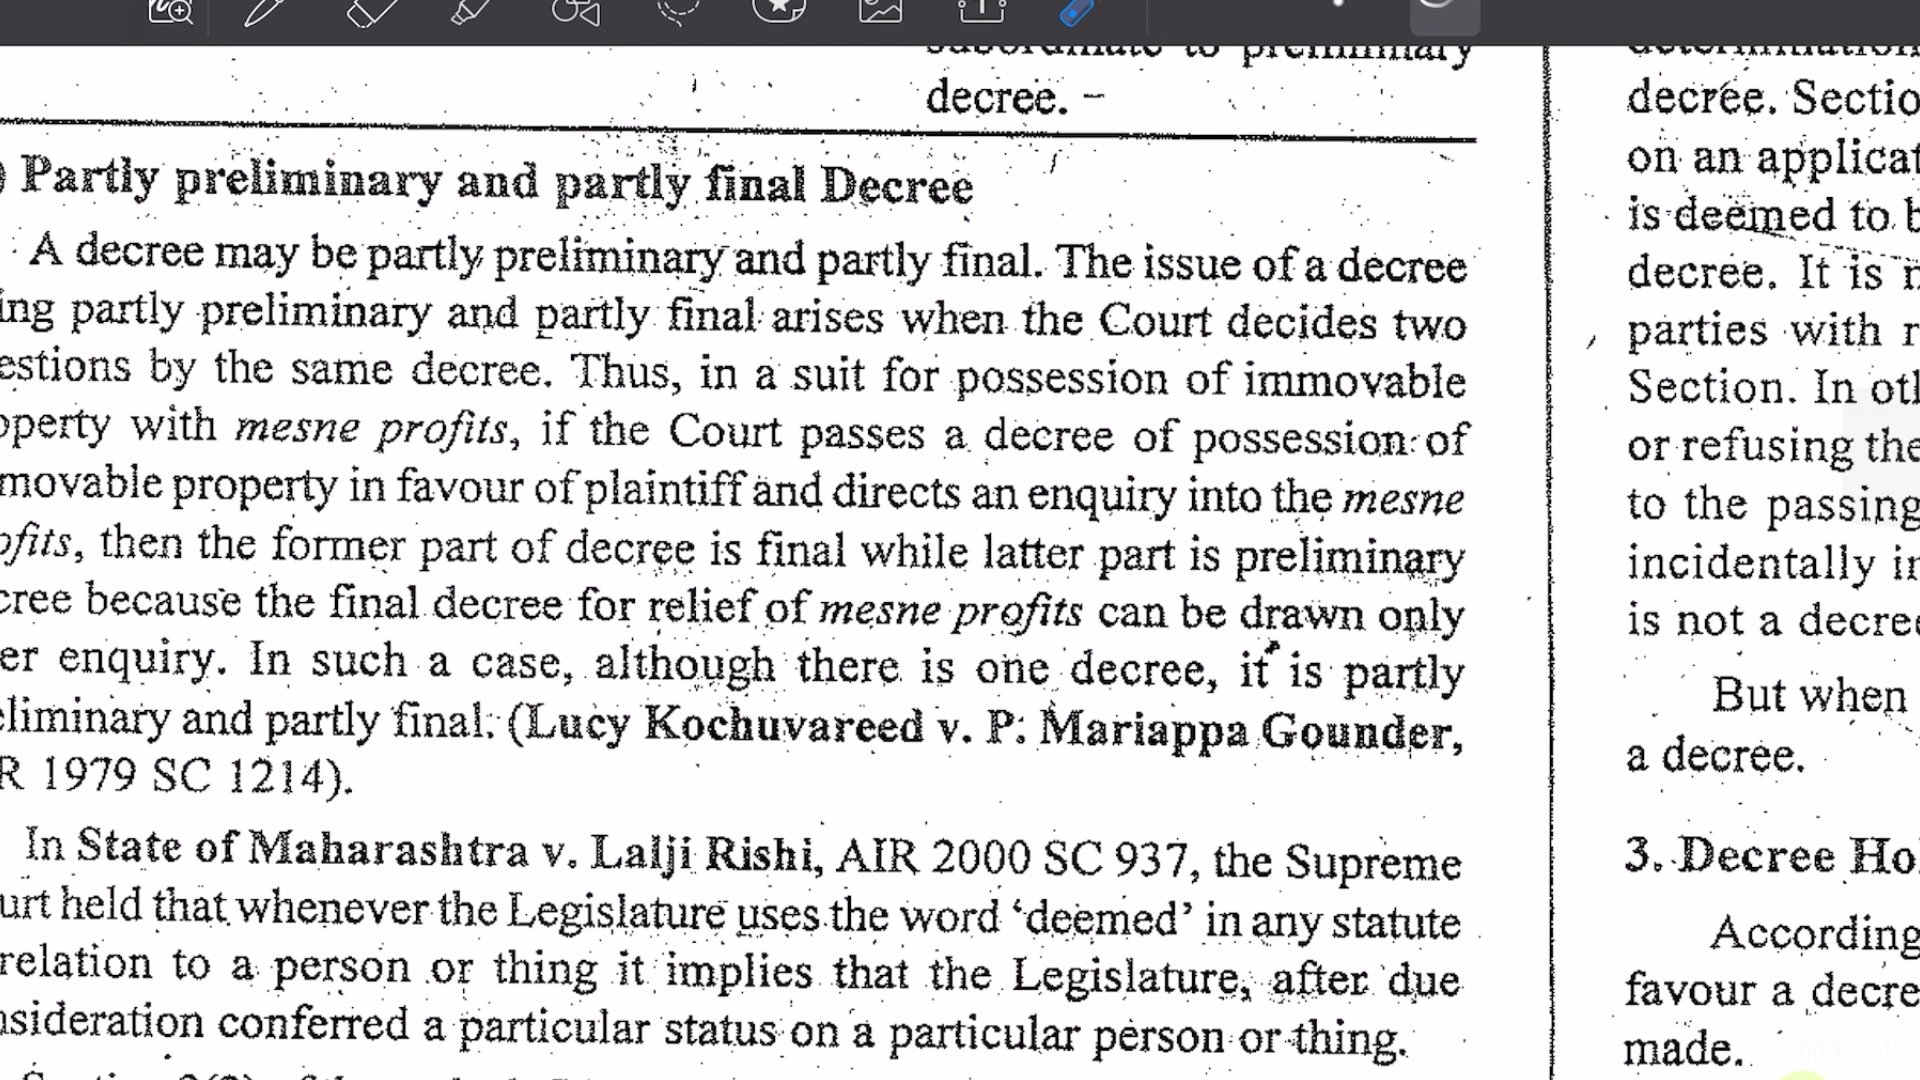 decree. –
) Partly preliminary and partly final Decree
A decree may be partly preliminary and partly final. The issue of a decree
ing partly preliminary and partly final arises when the Court decides two
estions by the same decree. Thus, in a suit for possession of immovable
operty with mesne profits, if the Court passes a decree of possession of
movable property in favour of plaintiff and directs an enquiry into the mesne
ofits, then the former part of decree is final while latter part is preliminary
cree because the final decree for relief of mesne profits can be drawn only
er enquiry. In such a case, although there is one decree, it is partly
eliminary and partly final. (Lucy Kochuvareed v. P. Mariappa Gounder,
R 1979 SC 1214).
In State of Maharashtra v. Lalji Rishi, AIR 2000 SC 937, the Supreme
urt held that whenever the Legislature uses the word ‘deemed’ in any statute
relation to a person or thing it implies that the Legislature, after due
nsideration conferred a particular status on a particular person or thing.
decree. Sectio
on an applicat
is deemed to b
decree. It is n
parties with r
Section. In oth
or refusing the
to the passing
incidentally in
is not a decree
But when
a decree.
3. Decree Ho
According
favour a decre
made.